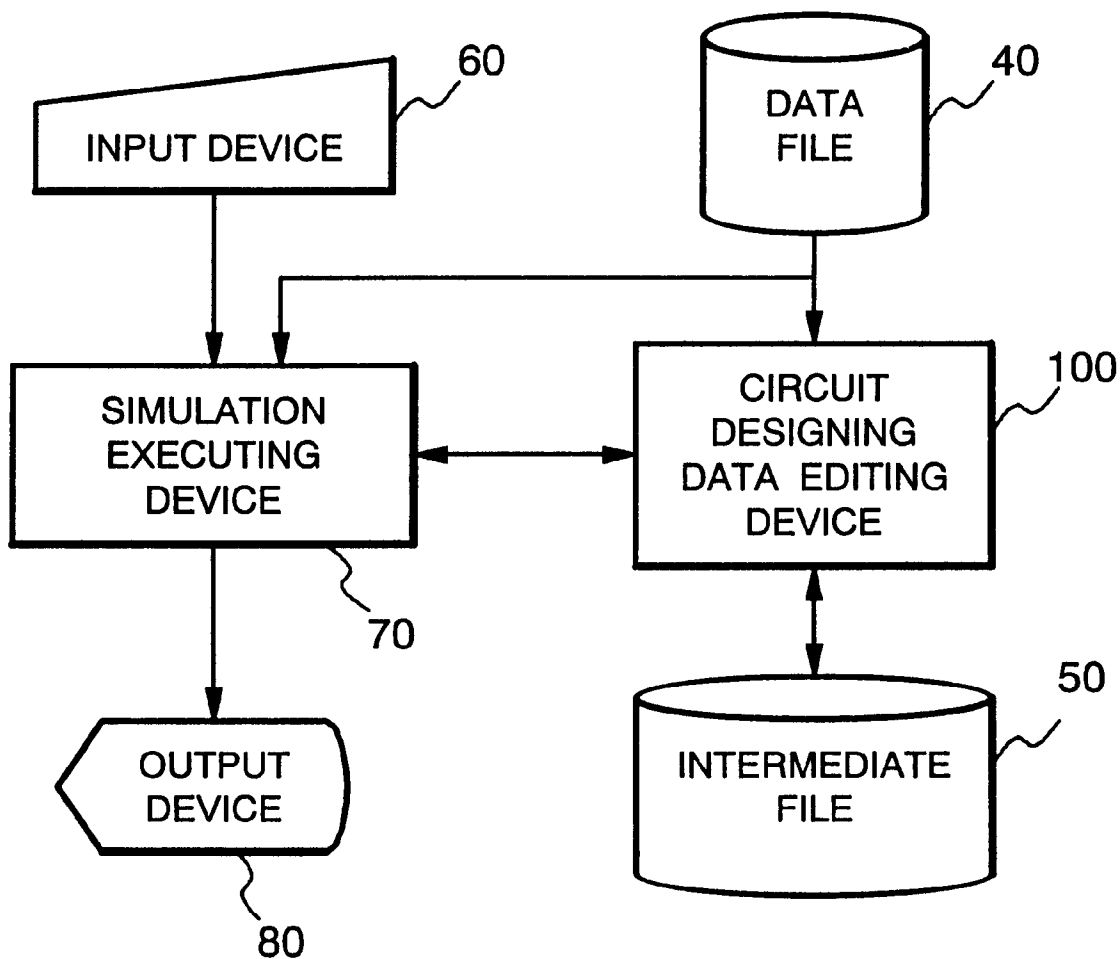 60
INPUT DEVICE
40
DATA
FILE
SIMULATION
EXECUTING
DEVICE
70
100
CIRCUIT
DESIGNING
DATA EDITING
DEVICE
OUTPUT
DEVICE
80
50
INTERMEDIATE
FILE